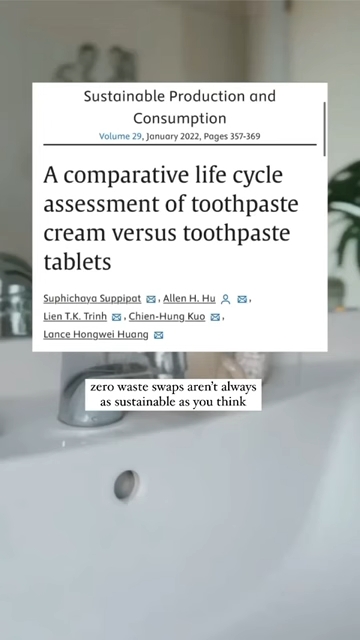 Sustainable Production and
Consumption
Volume 29, January 2022, Pages 357-369
A comparative life cycle
assessment of toothpaste
cream versus toothpaste
tablets
Suphichaya Suppipat, Allen H. Hu,
Lien T.K. Trinh, Chien-Hung Kuo,
Lance Hongwei Huang
zero waste swaps aren't always
as sustainable as you think